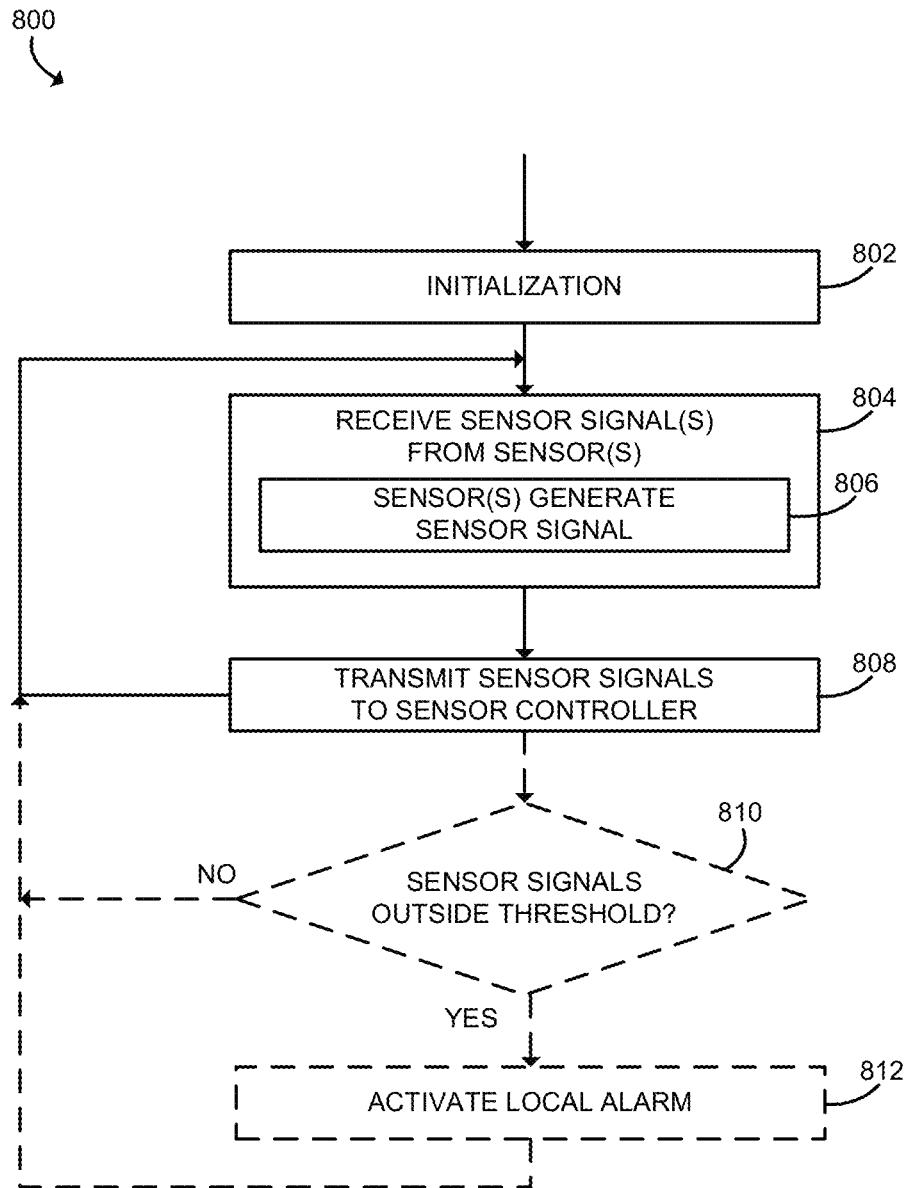 800
INITIALIZATION
802
RECEIVE SENSOR SIGNAL(S)
FROM SENSOR(S)
804
SENSOR(S) GENERATE
SENSOR SIGNAL
806
TRANSMIT SENSOR SIGNALS
TO SENSOR CONTROLLER
808
810
NO
SENSOR SIGNALS
OUTSIDE THRESHOLD?
YES
ACTIVATE LOCAL ALARM
812